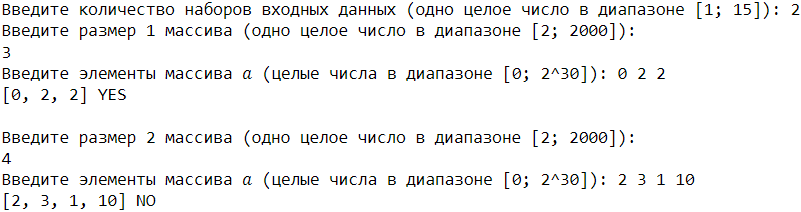 Введите количество наборов входных данных (одно целое число в диапазоне [1; 15]): 2
Введите размер 1 массива (одно целое число в диапазоне [2; 2000]):
3
Введите элементы массива a (целые числа в диапазоне [0; 2^30]): 0 2 2
[0, 2, 2] YES
Введите размер 2 массива (одно целое число в диапазоне [2; 2000]):
4
Введите элементы массива a (целые числа в диапазоне [0; 2^30]): 2 3 1 10
[2, 3, 1, 10] NO